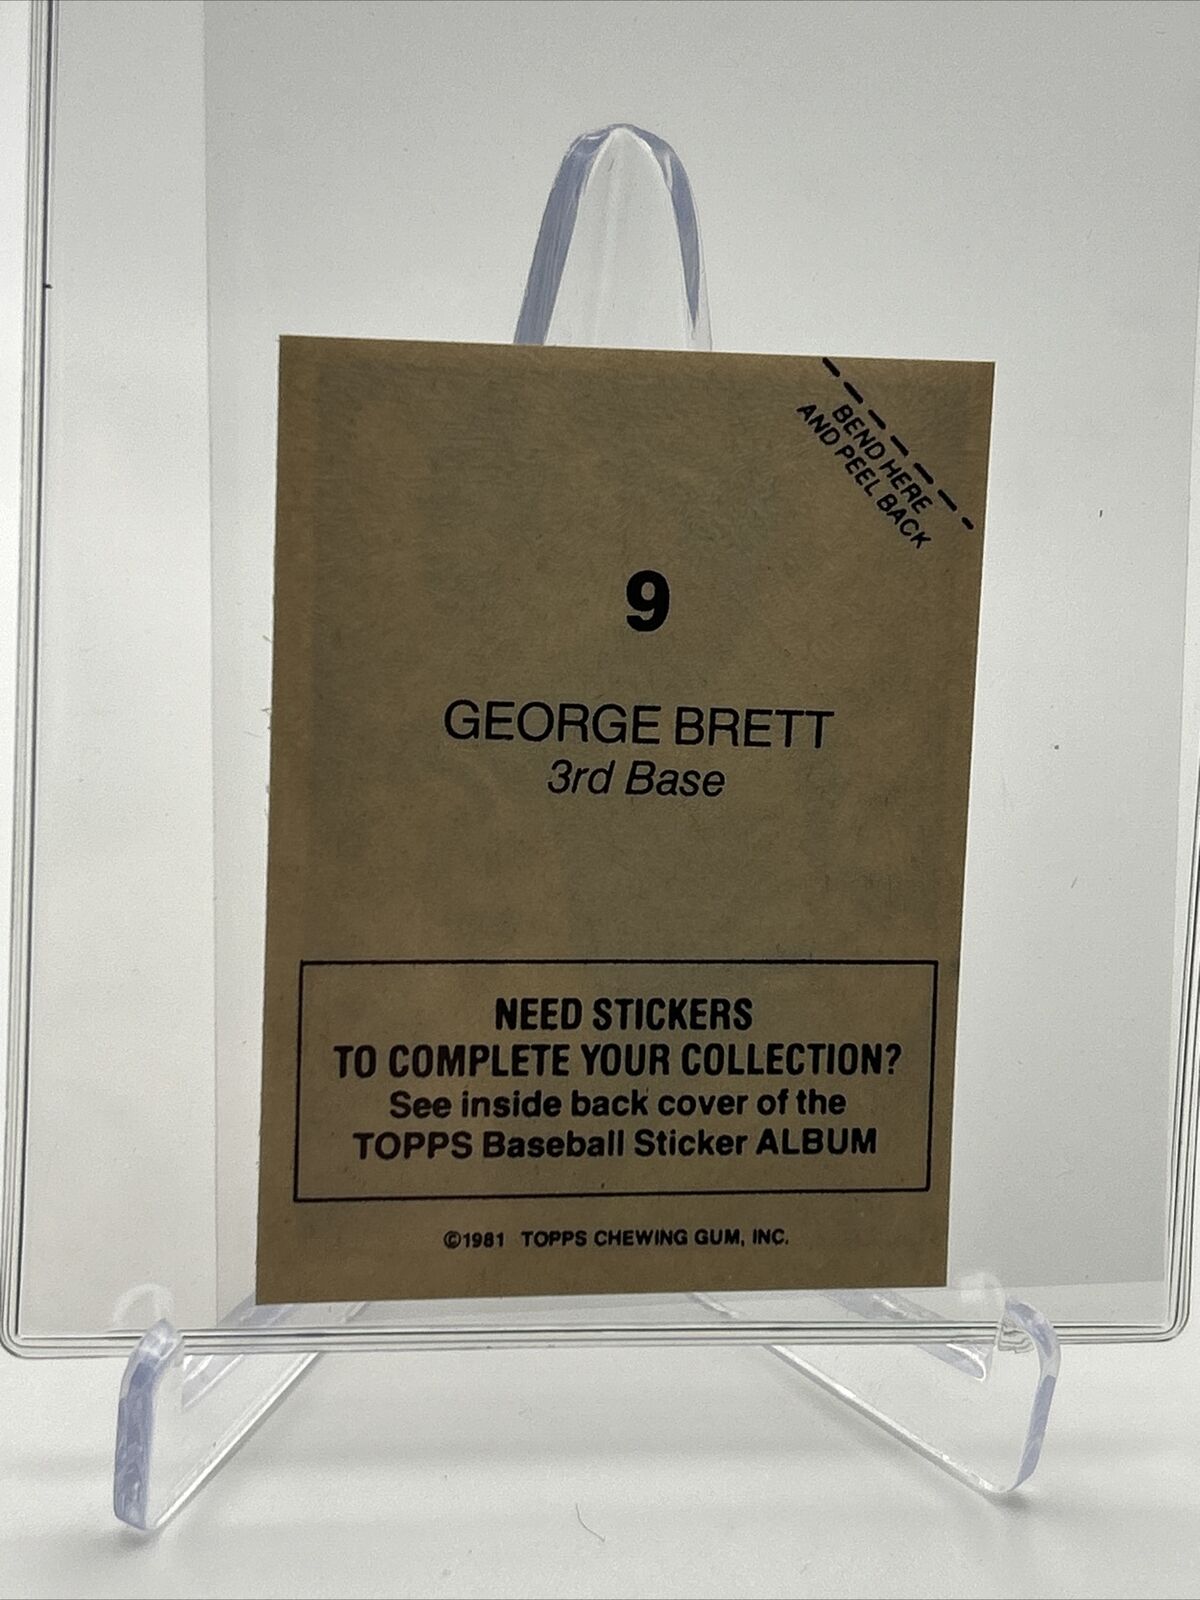 BEND HERE
AND PEEL BACK
9
GEORGE BRETT
3rd Base
NEED STICKERS
TO COMPLETE YOUR COLLECTION?
See inside back cover of the
TOPPS Baseball Sticker ALBUM
©1981 TOPPS CHEWING GUM, INC.